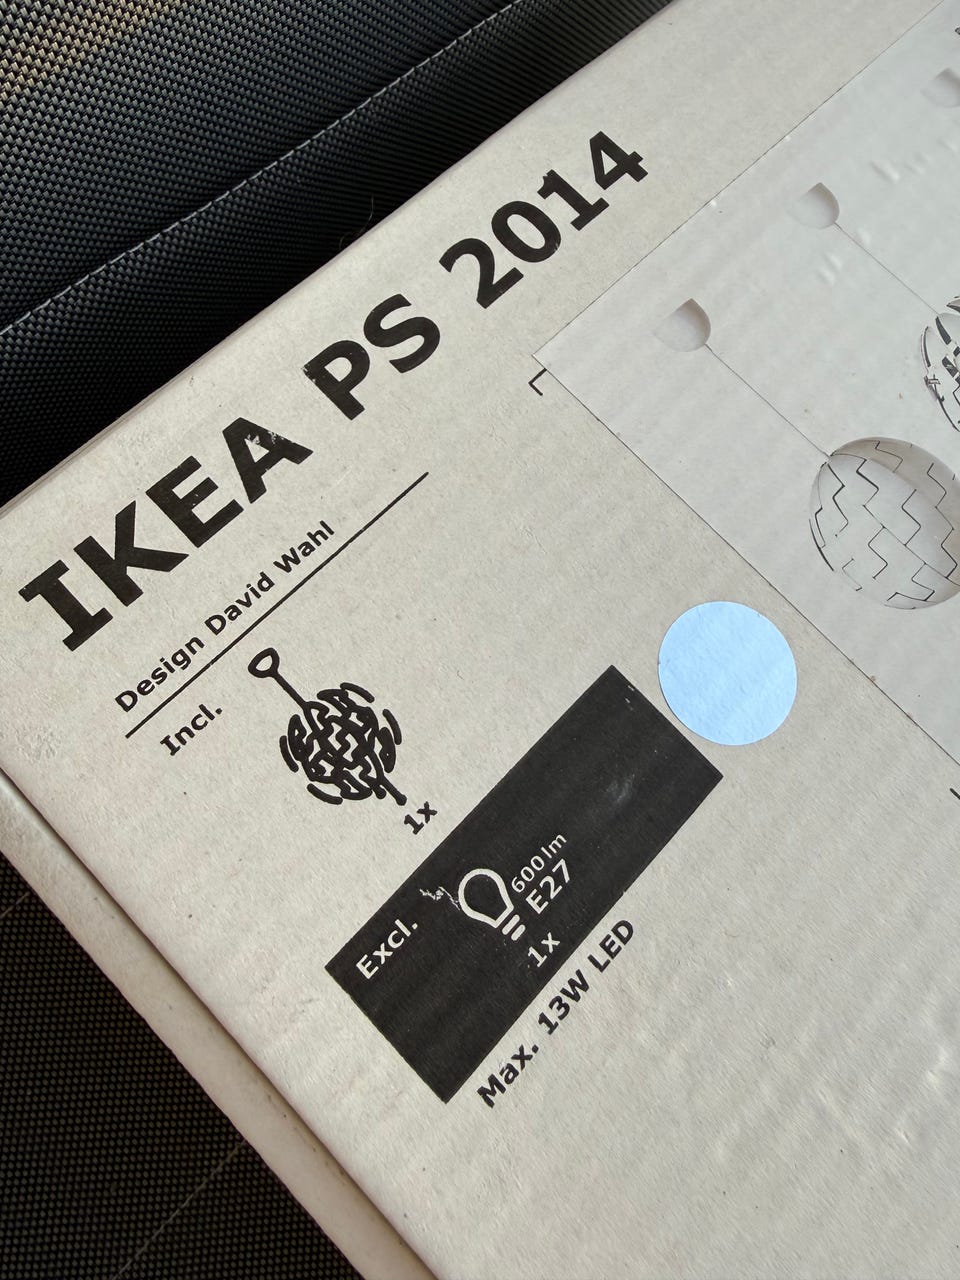 IKEA PS 2014
Design David Wahl
Incl.
1x
Excl.
600lm
E27
1x
Max. 13W LED